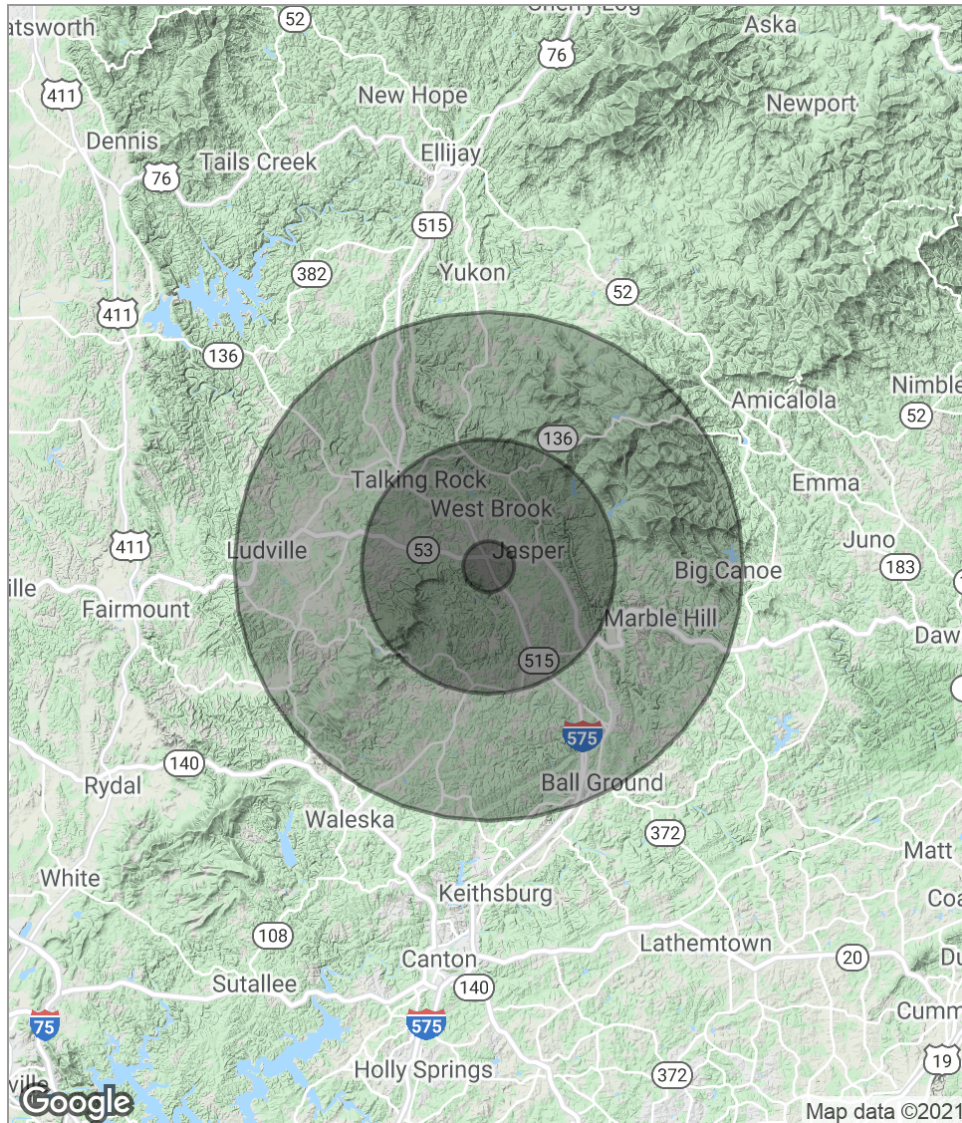 atsworth
52
Cherry Log
Aska
76
411
New Hope
Newport
Dennis
Ellijay
Tails Creek
76
515
382
Yukon
52
411
136
Nimble
Amicalola
52
136
Talking Rock
Emma
West Brook
411
Ludville
53
Jasper
Juno
183
Big Canoe
ille
Fairmount
Marble Hill
Daw
515
575
140
Ball Ground
Rydal
Waleska
372
Matt
White
Keithsburg
Coa
108
Lathemtown
Canton
20
Du
Sutallee
140
Cumm
75
575
Holly Springs
19
372
ville
Google
Map data ©2021